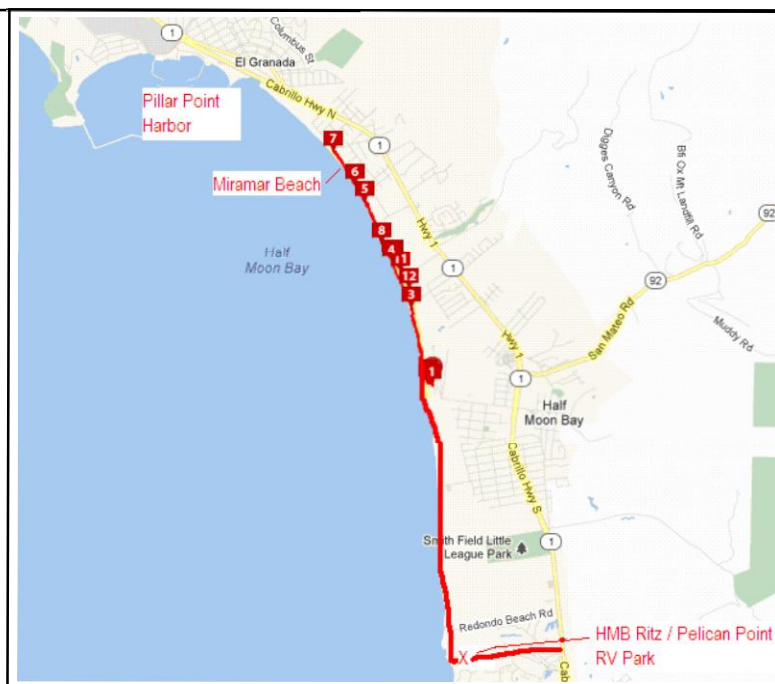 1
Columbus St
El Granada
Cabrillo Hwy N
Pillar Point
Harbor
1
7
Miramar Beach
6
5
Digges Canyon Rd
Bfi Ox Mt Landfill Rd
8
4
Hwy 1
92
Half
Moon Bay
1
12
1
92
3
San Mateo Rd
Muddy Rd
Hwy 1
1
1
Half
Moon Bay
Cabrillo Hwy S
Smith Field Little
League Park
1
Redondo Beach Rd
HMB Ritz / Pelican Point
RV Park
X
Cab